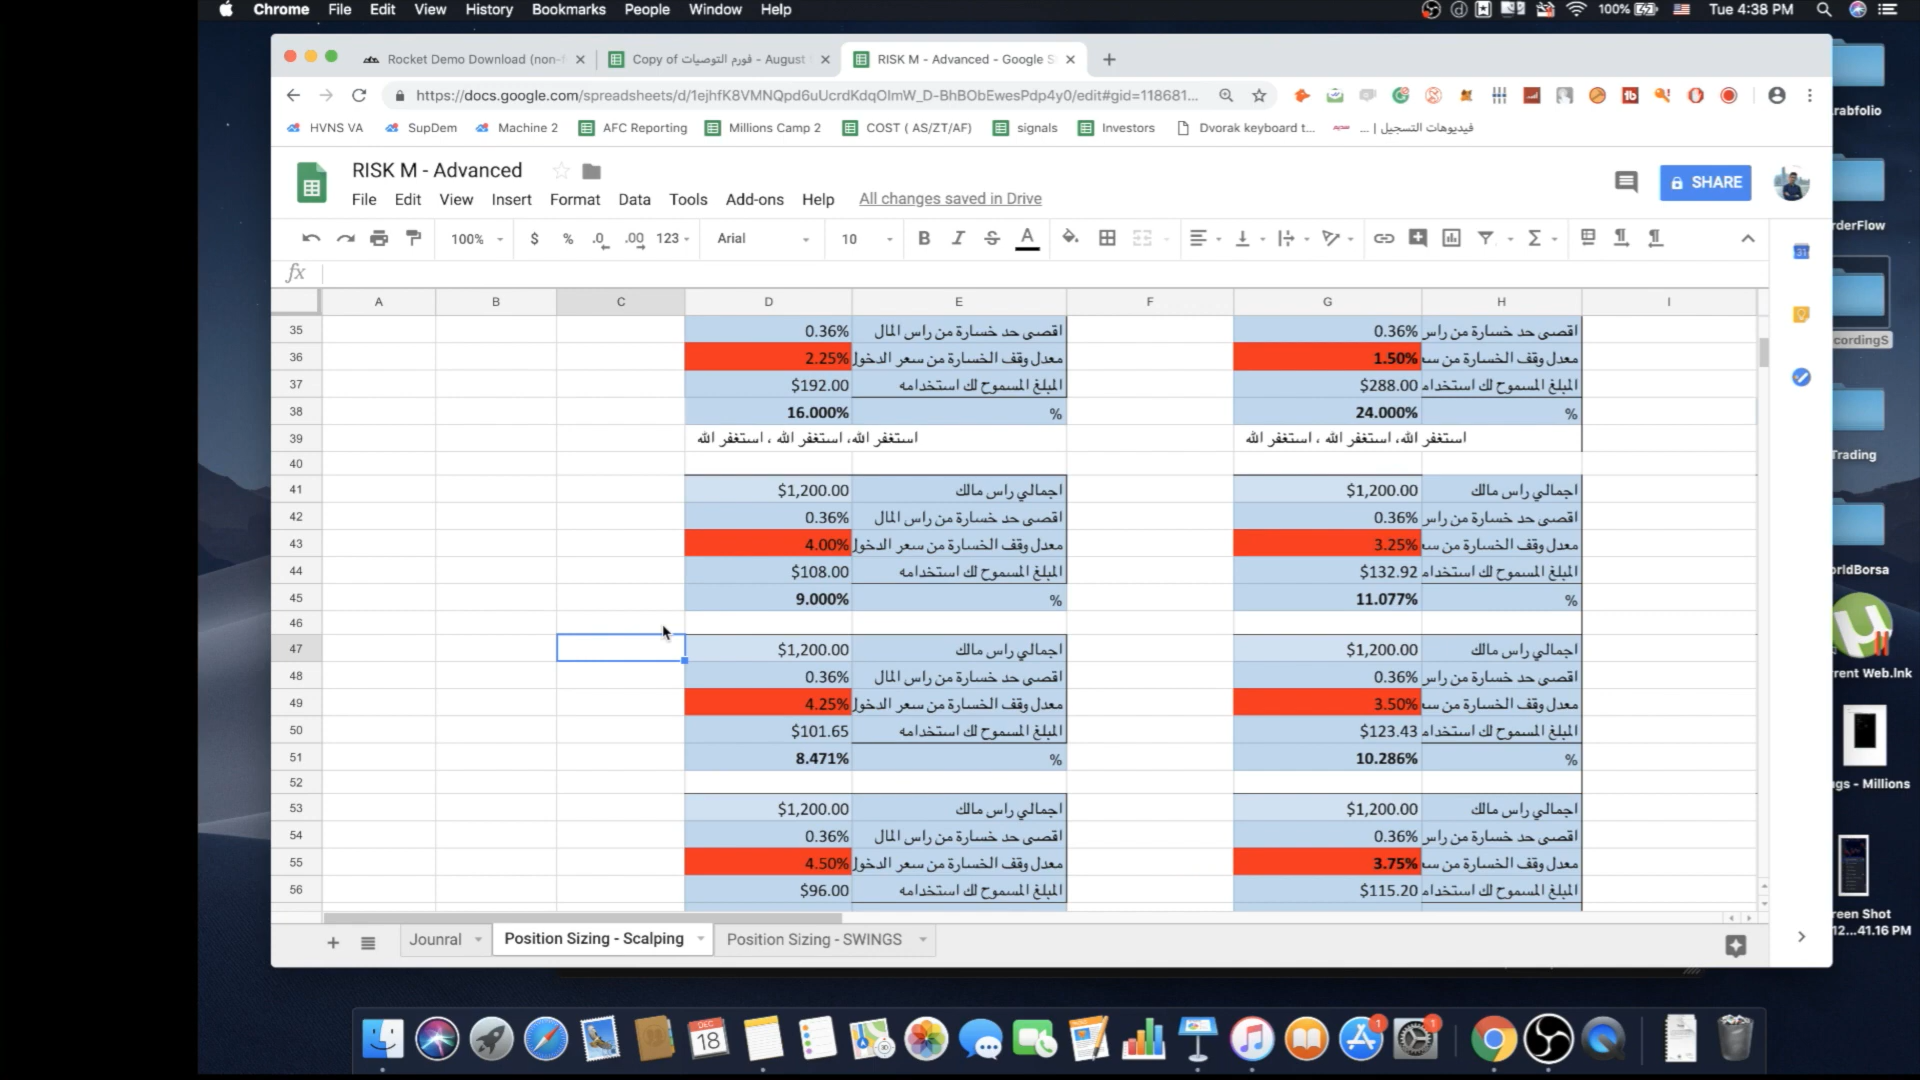 Chrome File Edit View History Bookmarks People Window Help 100% Tue 4:38 PM
Rocket Demo Download (non-f
Copy of فورم التوصيات - August
RISK M - Advanced - Google S
https://docs.google.com/spreadsheets/d/1ejhfK8VMNQpd6uUcrdKdqOlmW_D-BhBObEwesPdp4y0/edit#gid=118681...
HVNS VA SupDem Machine 2 AFC Reporting Millions Camp 2 COST ( AS/ZT/AF) signals Investors Dvorak keyboard t... فيديوهات التسجيل | ...
RISK M - Advanced
SHARE
File Edit View Insert Format Data Tools Add-ons Help All changes saved in Drive
100% $ % .0 .00 123 Arial 10 B I S A
fx
A B C D E F G H I
35 0.36% اقصى حد خسارة من راس المال 0.36% اقصى حد خسارة من راس
36 2.25% معدل وقف الخسارة من سعر الدخول 1.50% معدل وقف الخسارة من سع
37 $192.00 المبلغ المسموح لك استخدامه $288.00 المبلغ المسموح لك استخدام
38 16.000% % 24.000% %
39 استغفر الله، استغفر الله ، استغفر الله استغفر الله، استغفر الله ، استغفر الله
40
41 $1,200.00 اجمالي راس مالك $1,200.00 اجمالي راس مالك
42 0.36% اقصى حد خسارة من راس المال 0.36% اقصى حد خسارة من راس
43 4.00% معدل وقف الخسارة من سعر الدخول 3.25% معدل وقف الخسارة من سع
44 $108.00 المبلغ المسموح لك استخدامه $132.92 المبلغ المسموح لك استخدام
45 9.000% % 11.077% %
46
47 $1,200.00 اجمالي راس مالك $1,200.00 اجمالي راس مالك
48 0.36% اقصى حد خسارة من راس المال 0.36% اقصى حد خسارة من راس
49 4.25% معدل وقف الخسارة من سعر الدخول 3.50% معدل وقف الخسارة من سع
50 $101.65 المبلغ المسموح لك استخدامه $123.43 المبلغ المسموح لك استخدام
51 8.471% % 10.286% %
52
53 $1,200.00 اجمالي راس مالك $1,200.00 اجمالي راس مالك
54 0.36% اقصى حد خسارة من راس المال 0.36% اقصى حد خسارة من راس
55 4.50% معدل وقف الخسارة من سعر الدخول 3.75% معدل وقف الخسارة من سع
56 $96.00 المبلغ المسموح لك استخدامه $115.20 المبلغ المسموح لك استخدام
Jounral Position Sizing - Scalping Position Sizing - SWINGS
rabfolio
rderFlow
cordingS
Trading
orldBorsa
rrent Web.lnk
gs - Millions
reen Shot
12...41.16 PM
DEC
18
1
1